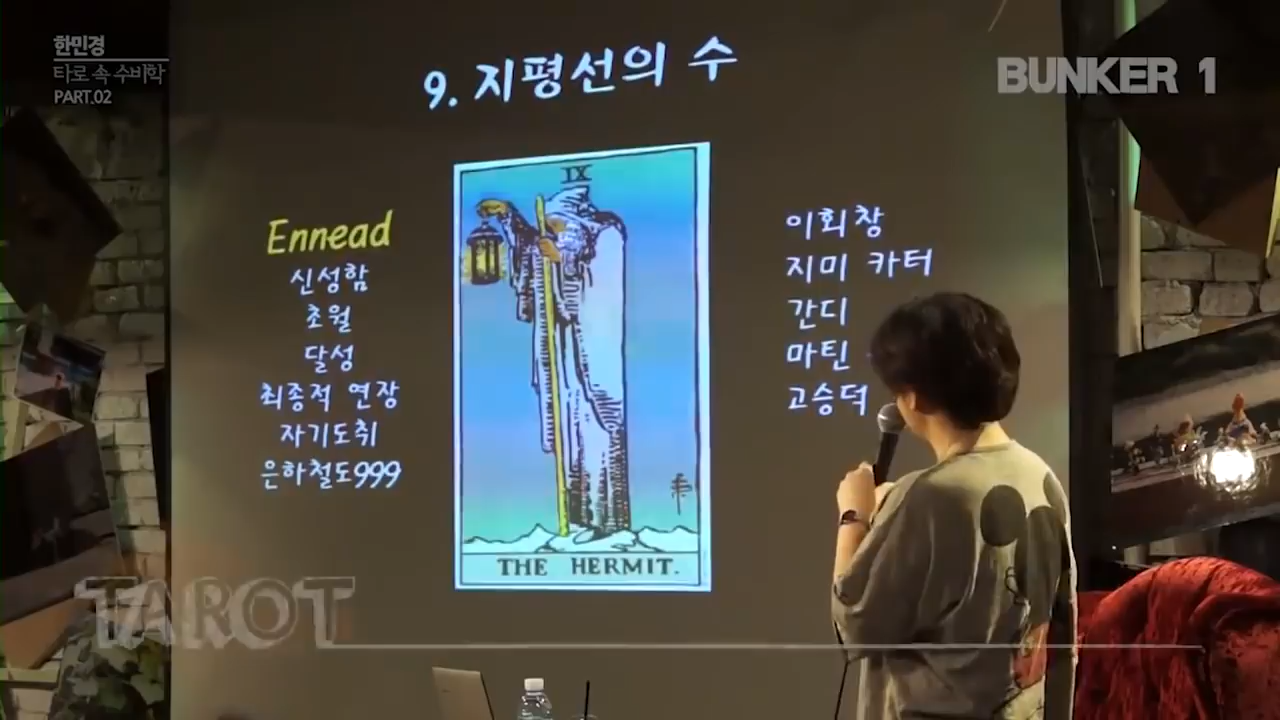 한민경
타로 속 수비학
PART.02
BUNKER 1
9. 지평선의 수
Ennead
신성함
초월
달성
최종적 연장
자기도취
은하철도999
IX
THE HERMIT.
이회창
지미 카터
간디
마틴
고승덕
TAROT